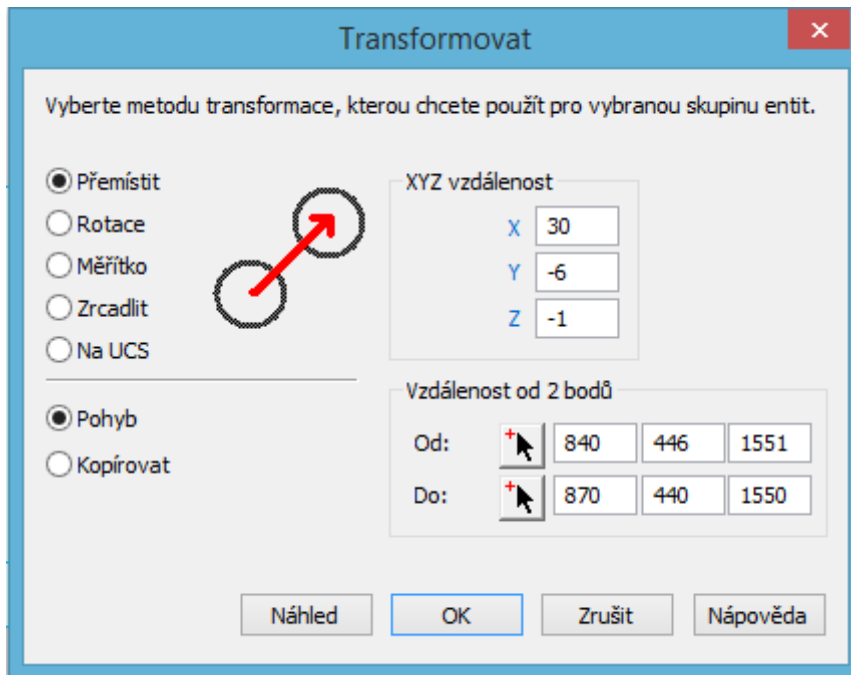 Transformovat
Vyberte metodu transformace, kterou chcete použít pro vybranou skupinu entit.
Přemístit
Rotace
Měřítko
Zrcadlit
Na UCS
Pohyb
Kopírovat
XYZ vzdálenost
X 30
Y -6
Z -1
Vzdálenost od 2 bodů
Od: 840 446 1551
Do: 870 440 1550
Náhled OK Zrušit Nápověda